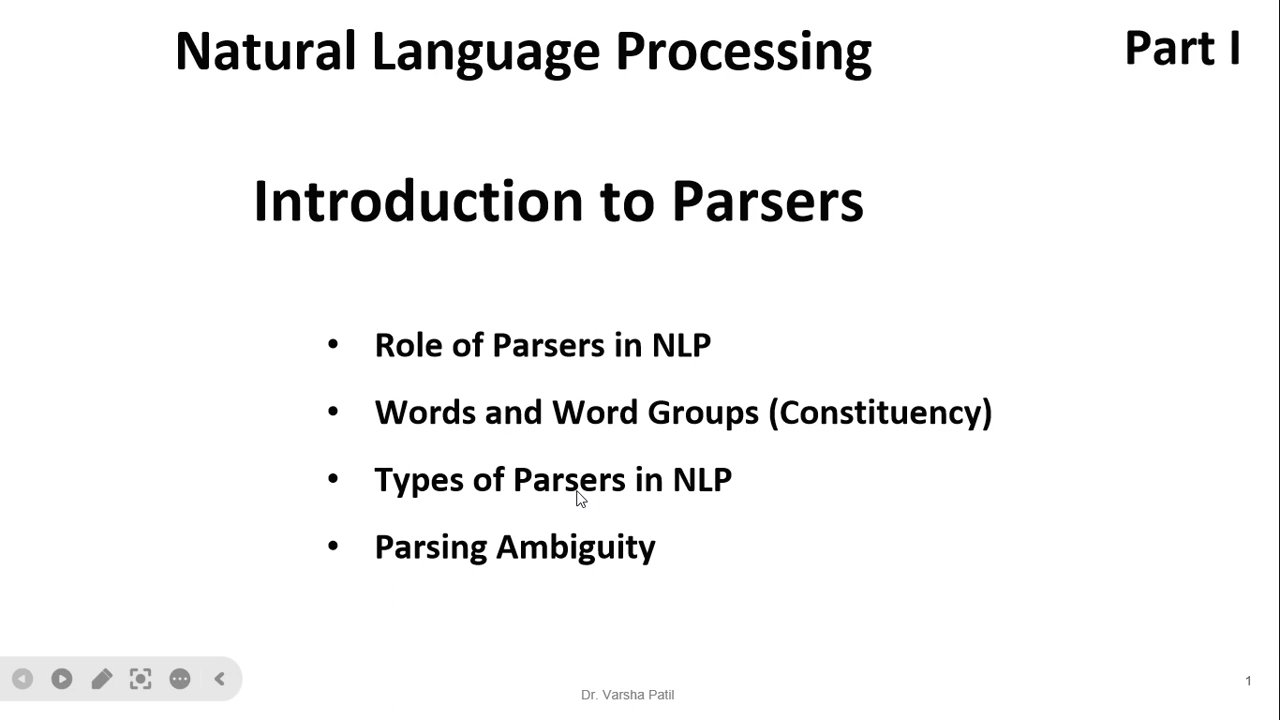 Natural Language Processing
Part I
Introduction to Parsers
• Role of Parsers in NLP
• Words and Word Groups (Constituency)
• Types of Parsers in NLP
• Parsing Ambiguity
Dr. Varsha Patil
1